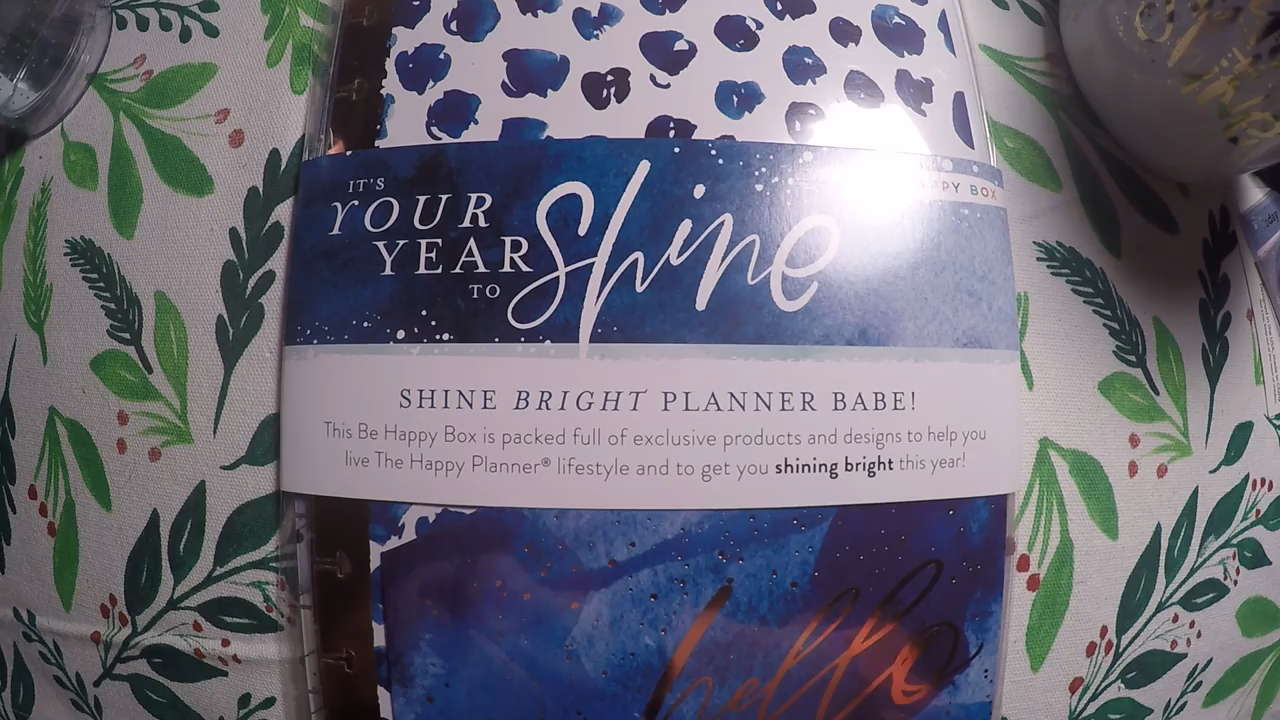 IT'S
YOUR
YEAR
TO
Shine
PPY BOX
SHINE BRIGHT PLANNER BABE!
This Be Happy Box is packed full of exclusive products and designs to help you
live The Happy Planner® lifestyle and to get you shining bright this year!
hello